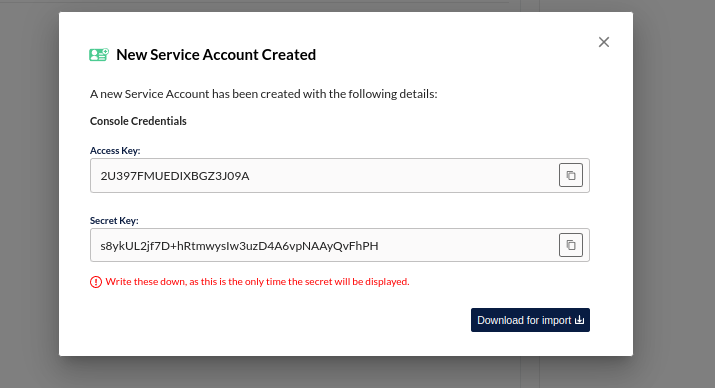 New Service Account Created
A new Service Account has been created with the following details:
Console Credentials
Access Key:
2U397FMUEDIXBGZ3J09A
Secret Key:
s8ykUL2jf7D+hRtmwysIw3uzD4A6vpNAAyQvFhPH
Write these down, as this is the only time the secret will be displayed.
Download for import